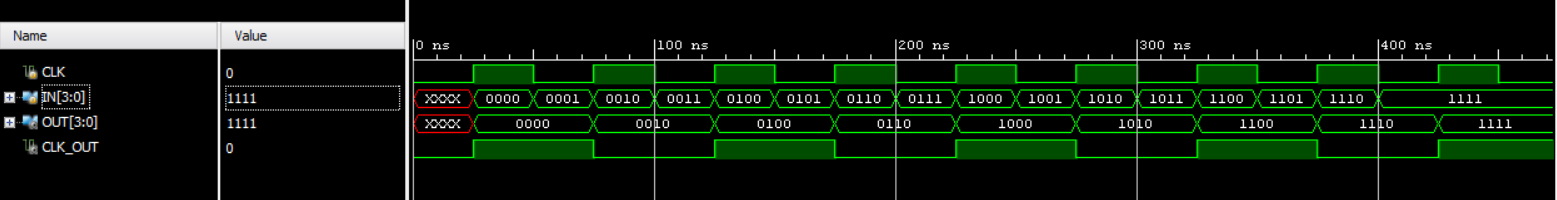 Name Value
0 ns 100 ns 200 ns 300 ns 400 ns
CLK 0
IN[3:0] 1111 XXXX 0000 0001 0010 0011 0100 0101 0110 0111 1000 1001 1010 1011 1100 1101 1110 1111
OUT[3:0] 1111 XXXX 0000 0010 0100 0110 1000 1010 1100 1110 1111
CLK_OUT 0